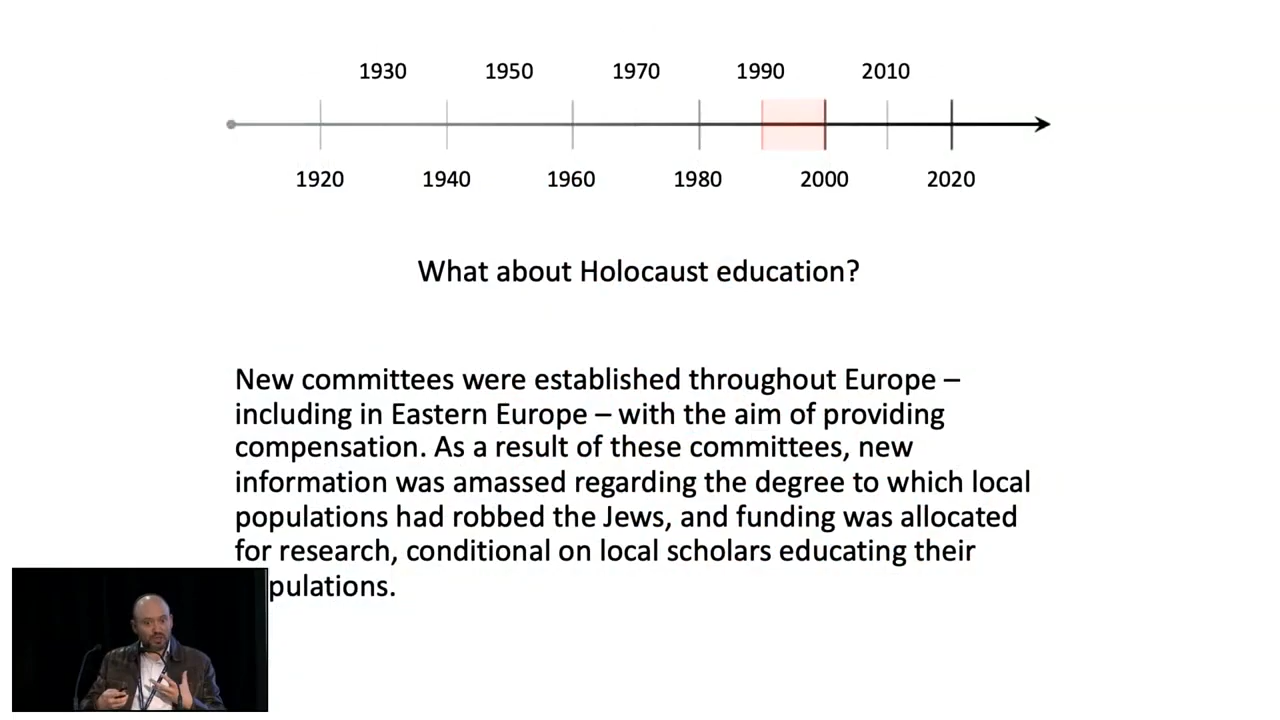 1930 1950 1970 1990 2010
1920 1940 1960 1980 2000 2020
What about Holocaust education?
New committees were established throughout Europe –
including in Eastern Europe – with the aim of providing
compensation. As a result of these committees, new
information was amassed regarding the degree to which local
populations had robbed the Jews, and funding was allocated
for research, conditional on local scholars educating their
pulations.